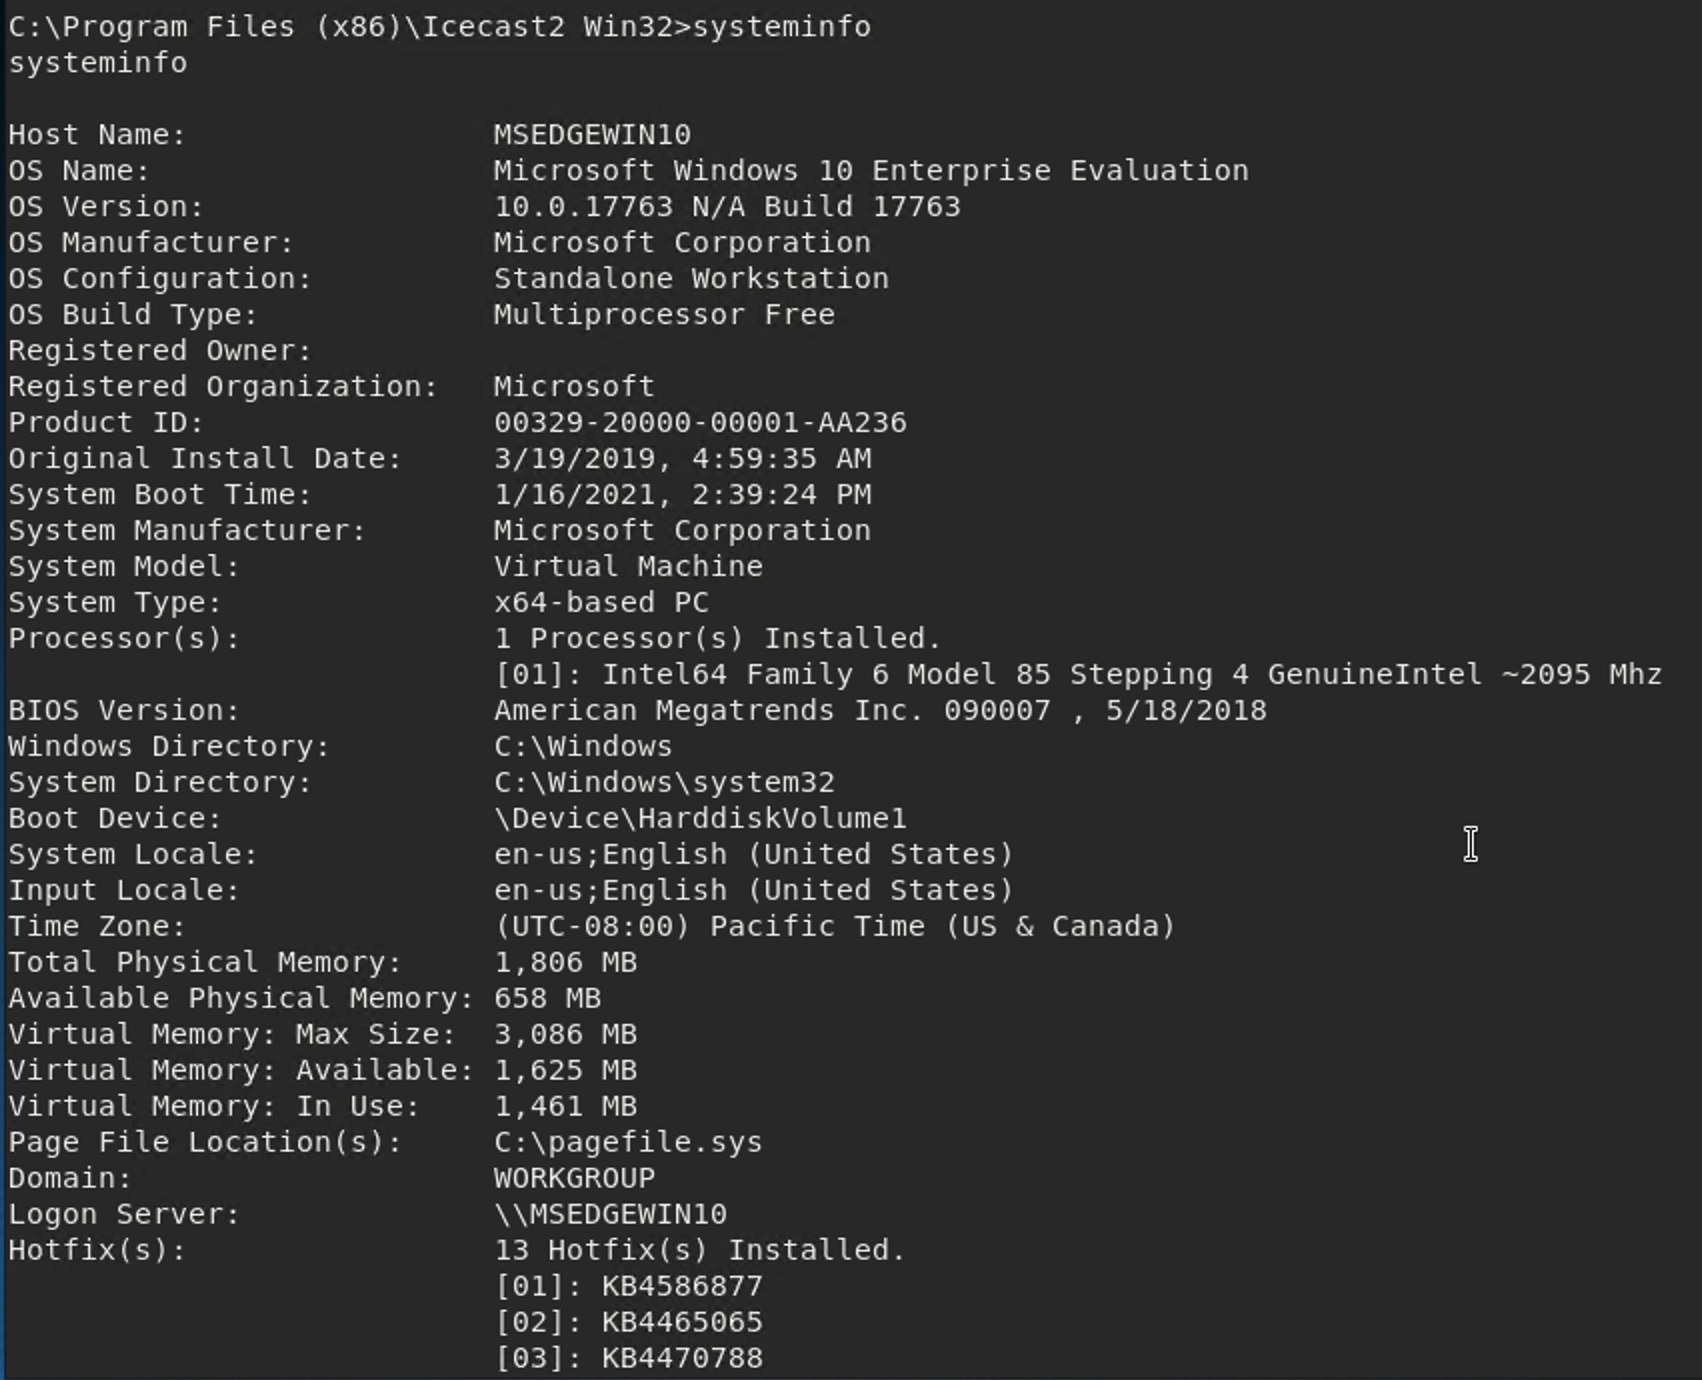 C:\Program Files (x86)\Icecast2 Win32>systeminfo
systeminfo
Host Name: MSEDGEWIN10
OS Name: Microsoft Windows 10 Enterprise Evaluation
OS Version: 10.0.17763 N/A Build 17763
OS Manufacturer: Microsoft Corporation
OS Configuration: Standalone Workstation
OS Build Type: Multiprocessor Free
Registered Owner:
Registered Organization: Microsoft
Product ID: 00329-20000-00001-AA236
Original Install Date: 3/19/2019, 4:59:35 AM
System Boot Time: 1/16/2021, 2:39:24 PM
System Manufacturer: Microsoft Corporation
System Model: Virtual Machine
System Type: x64-based PC
Processor(s): 1 Processor(s) Installed.
[01]: Intel64 Family 6 Model 85 Stepping 4 GenuineIntel ~2095 Mhz
BIOS Version: American Megatrends Inc. 090007 , 5/18/2018
Windows Directory: C:\Windows
System Directory: C:\Windows\system32
Boot Device: \Device\HarddiskVolume1
System Locale: en-us;English (United States)
Input Locale: en-us;English (United States)
Time Zone: (UTC-08:00) Pacific Time (US & Canada)
Total Physical Memory: 1,806 MB
Available Physical Memory: 658 MB
Virtual Memory: Max Size: 3,086 MB
Virtual Memory: Available: 1,625 MB
Virtual Memory: In Use: 1,461 MB
Page File Location(s): C:\pagefile.sys
Domain: WORKGROUP
Logon Server: \\MSEDGEWIN10
Hotfix(s): 13 Hotfix(s) Installed.
[01]: KB4586877
[02]: KB4465065
[03]: KB4470788